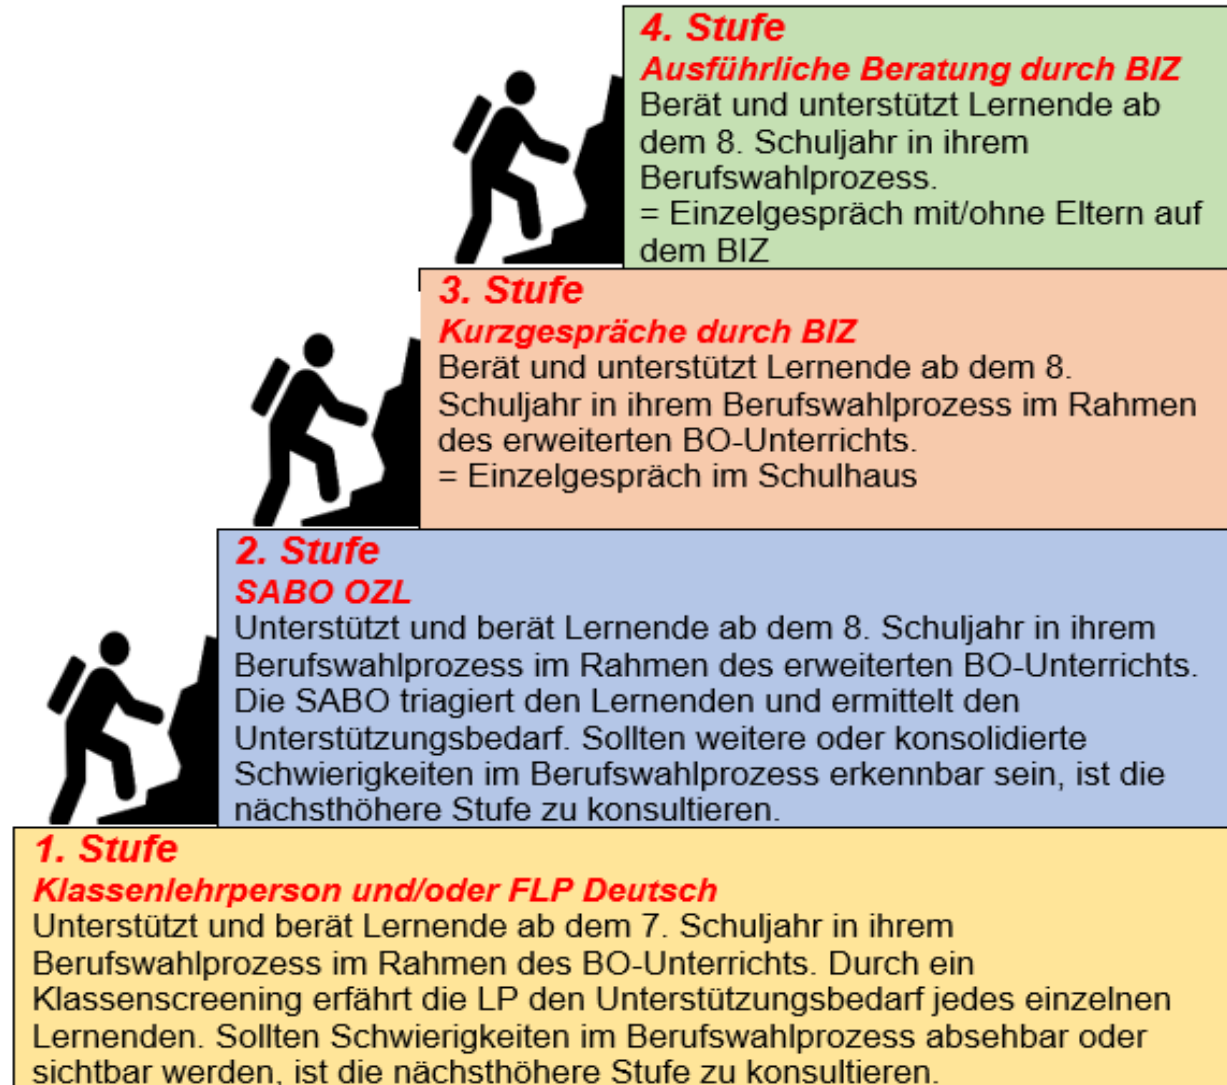 4. Stufe
Ausführliche Beratung durch BIZ
Berät und unterstützt Lernende ab
dem 8. Schuljahr in ihrem
Berufswahlprozess.
= Einzelgespräch mit/ohne Eltern auf
dem BIZ
3. Stufe
Kurzgespräche durch BIZ
Berät und unterstützt Lernende ab dem 8.
Schuljahr in ihrem Berufswahlprozess im Rahmen
des erweiterten BO-Unterrichts.
= Einzelgespräch im Schulhaus
2. Stufe
SABO OZL
Unterstützt und berät Lernende ab dem 8. Schuljahr in ihrem
Berufswahlprozess im Rahmen des erweiterten BO-Unterrichts.
Die SABO triagiert den Lernenden und ermittelt den
Unterstützungsbedarf. Sollten weitere oder konsolidierte
Schwierigkeiten im Berufswahlprozess erkennbar sein, ist die
nächsthöhere Stufe zu konsultieren.
1. Stufe
Klassenlehrperson und/oder FLP Deutsch
Unterstützt und berät Lernende ab dem 7. Schuljahr in ihrem
Berufswahlprozess im Rahmen des BO-Unterrichts. Durch ein
Klassenscreening erfährt die LP den Unterstützungsbedarf jedes einzelnen
Lernenden. Sollten Schwierigkeiten im Berufswahlprozess absehbar oder
sichtbar werden, ist die nächsthöhere Stufe zu konsultieren.